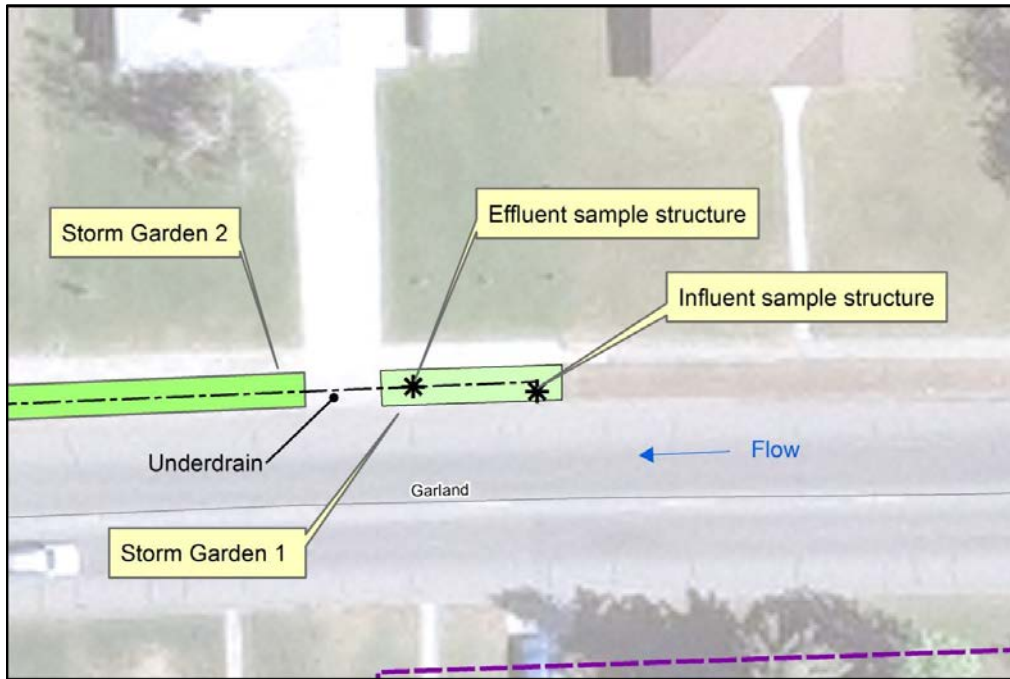 Effluent sample structure
Storm Garden 2
Influent sample structure
Underdrain
Flow
Garland
Storm Garden 1